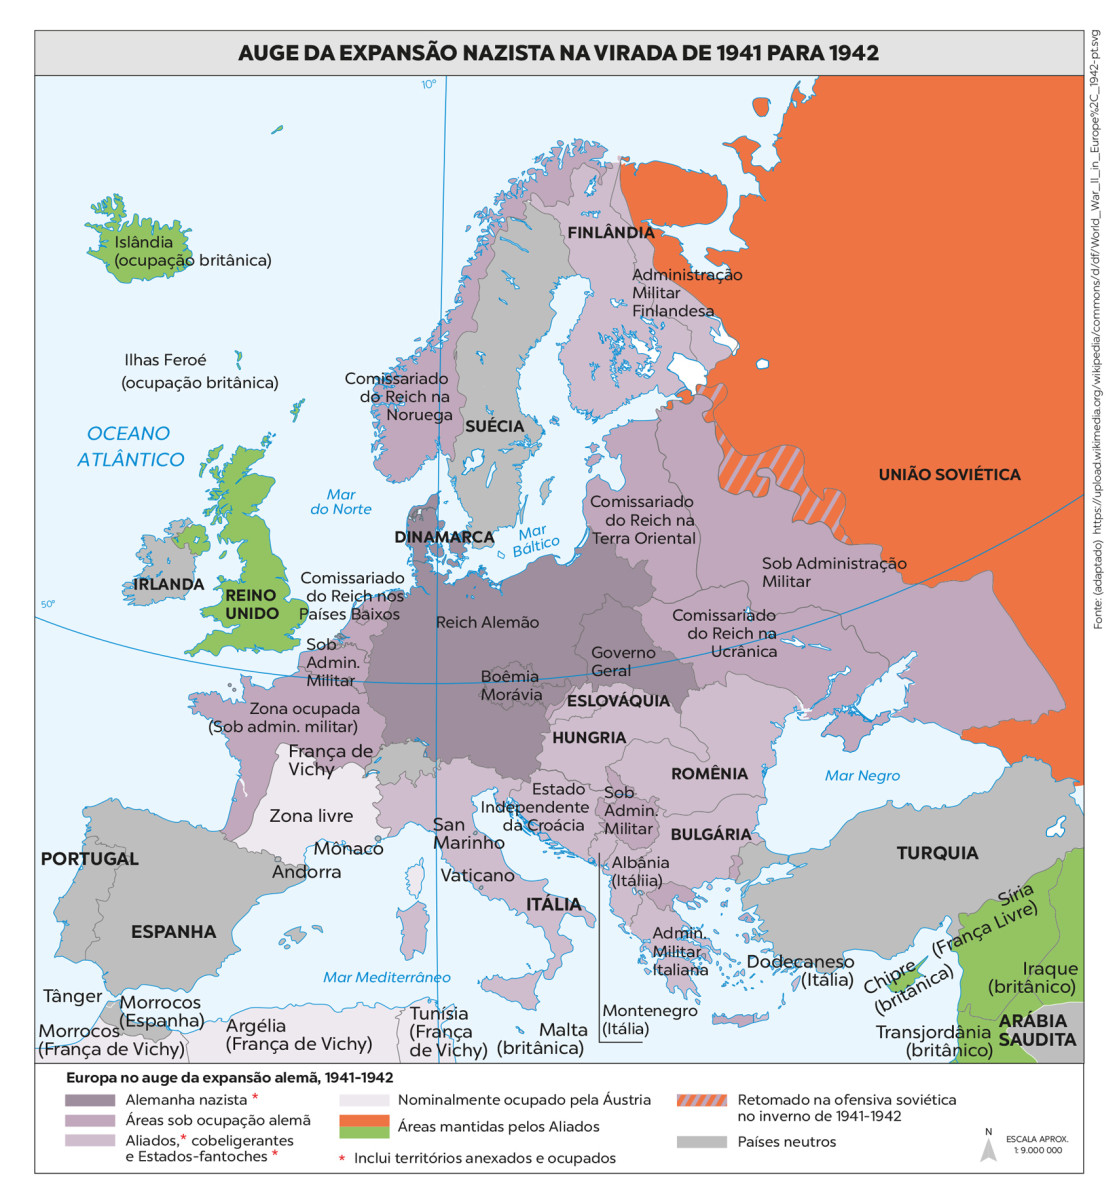 AUGE DA EXPANSÃO NAZISTA NA VIRADA DE 1941 PARA 1942
10°
Islândia
(ocupação britânica)
FINLÂNDIA
Administração
Militar
Finlandesa
Ilhas Feroé
(ocupação britânica)
Comissariado
do Reich na
Noruega
SUÉCIA
OCEANO
ATLÂNTICO
UNIÃO SOVIÉTICA
Mar
do Norte
Comissariado
do Reich na
Terra Oriental
DINAMARCA
Mar
Báltico
Sob Administração
Militar
IRLANDA
REINO
UNIDO
Comissariado
do Reich nos
Países Baixos
50°
Reich Alemão
Comissariado
do Reich na
Ucrânica
Sob
Admin.
Militar
Governo
Geral
Boêmia
Morávia
ESLOVÁQUIA
Zona ocupada
(Sob admin. militar)
HUNGRIA
França de
Vichy
ROMÊNIA
Mar Negro
Zona livre
Estado
Independente
da Croácia
Sob
Admin.
Militar
San
Marinho
BULGÁRIA
Mônaco
PORTUGAL
Andorra
Vaticano
Albânia
(Itáliia)
TURQUIA
ITÁLIA
ESPANHA
Síria
(França Livre)
Admin.
Militar
Italiana
Dodecaneso
(Itália)
Chipre
(britânica)
Iraque
(britânico)
Mar Mediterrâneo
Tânger
Marrocos
(Espanha)
Morrocos
(França de Vichy)
Argélia
(França de Vichy)
Tunísia
(França
de Vichy)
Malta
(britânica)
Montenegro
(Itália)
Transjordânia
(britânico)
ARÁBIA
SAUDITA
Europa no auge da expansão alemã, 1941-1942
Alemanha nazista *
Áreas sob ocupação alemã
Aliados,* cobeligerantes
e Estados-fantoches *
Nominalmente ocupado pela Áustria
Áreas mantidas pelos Aliados
* Inclui territórios anexados e ocupados
Retomado na ofensiva soviética
no inverno de 1941-1942
Países neutros
N
ESCALA APROX.
1: 9.000 000
Fonte: (adaptado) https://upload.wikimedia.org/wikipedia/commons/d/df/World_War_II_in_Europe%2C_1942-pt.svg